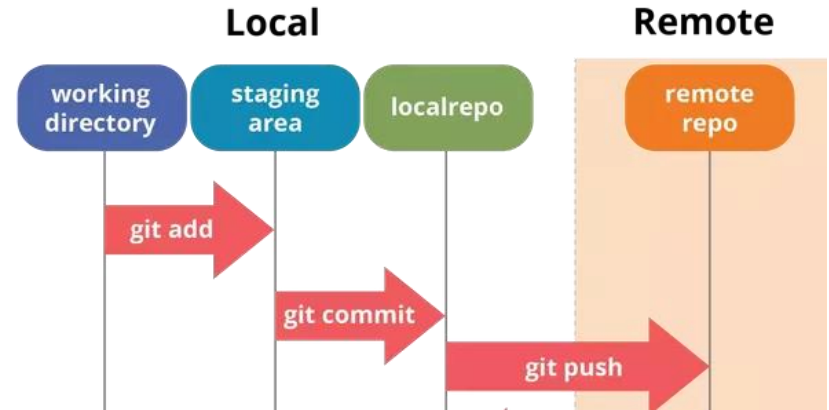 Local
Remote
working
directory
staging
area
localrepo
remote
repo
git add
git commit
git push